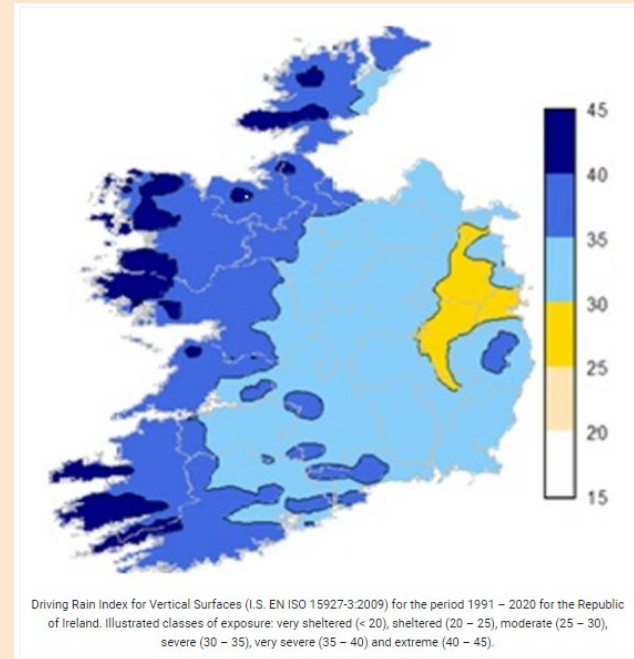 45
40
35
30
25
20
15
Driving Rain Index for Vertical Surfaces (I.S. EN ISO 15927-3:2009) for the period 1991 – 2020 for the Republic
of Ireland. Illustrated classes of exposure: very sheltered (< 20), sheltered (20 – 25), moderate (25 – 30),
severe (30 – 35), very severe (35 – 40) and extreme (40 – 45).